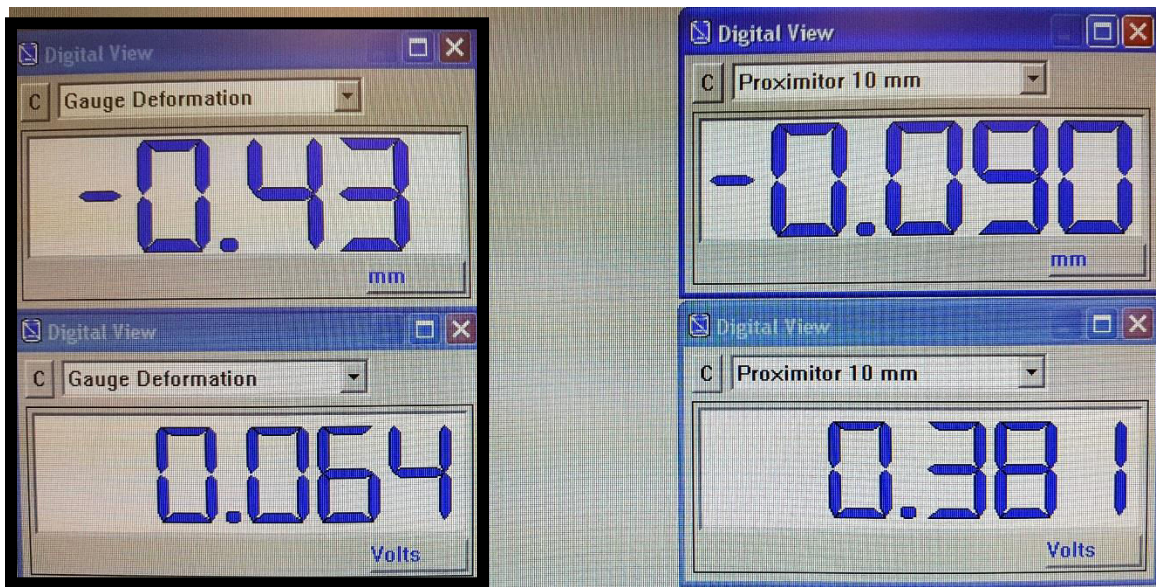 Digital View
C Gauge Deformation
-0.43
mm
Digital View
C Gauge Deformation
0.064
Volts
Digital View
C Proximitor 10 mm
-0.090
mm
Digital View
C Proximitor 10 mm
0.381
Volts